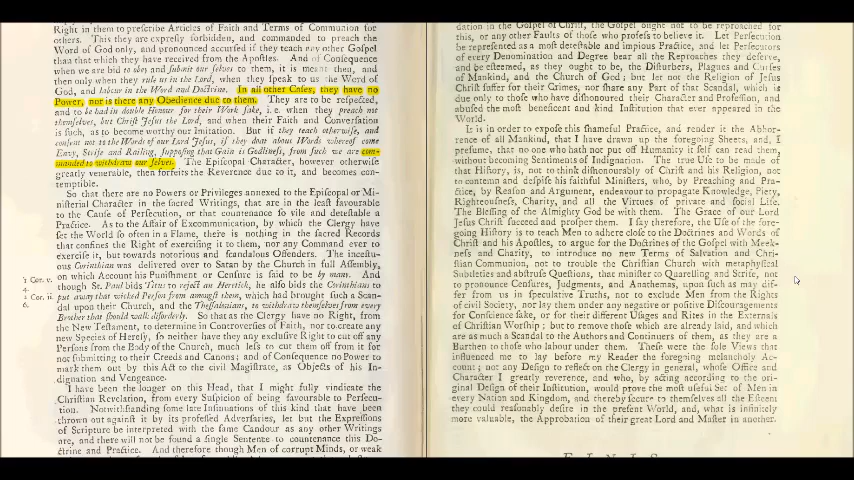 Right in them to prescribe Articles of Faith and Terms of Communion for
others. This they are expresly forbidden, and commanded to preach the
Word of God only, and pronounced accursed if they teach any other Gospel
than that which they have received from the Apostles. And of Consequence
when we are bid to obey and submit our selves to them, it is meant then, and
then only when they rule us in the Lord, when they speak to us the Word of
God, and labour in the Word and Doctrine. In all other Cases, they have no
Power, nor is there any Obedience due to them. They are to be respected,
and to be had in double Honour for their Work sake, i.e. when they preach not
themselves, but Christ Jesus the Lord, and when their Faith and Conversation
is such, as to become worthy our Imitation. But if they teach otherwise, and
consent not to the Words of our Lord Jesus, if they doat about Words whereof come
Envy, Strife and Railing, supposing that Gain is Godliness, from such we are com-
manded to withdraw our selves. The Episcopal Character, however otherwise
greatly venerable, then forfeits the Reverence due to it, and becomes con-
temptible.
So that there are no Powers or Privileges annexed to the Episcopal or Mi-
nisterial Character in the sacred Writings, that are in the least favourable
to the Cause of Persecution, or that countenance so vile and detestable a
Practice. As to the Affair of Excommunication, by which the Clergy have
set the World so often in a Flame, there is nothing in the sacred Records
that confines the Right of exercising it to them, nor any Command ever to
exercise it, but towards notorious and scandalous Offenders. The incestu-
ous Corinthian was delivered over to Satan by the Church in full Assembly,
on which Account his Punishment or Censure is said to be by many. And
though St. Paul bids Titus to reject an Heretick, he also bids the Corinthians to
put away that wicked Person from amongst them, which had brought such a Scan-
dal upon their Church, and the Thessalonians, to withdraw themselves from every
Brother that should walk disorderly. So that as the Clergy have no Right, from
the New Testament, to determine in Controversies of Faith, nor to create any
new Species of Heresy, so neither have they any exclusive Right to cut off any
Persons from the Body of the Church, much less to cut them off from it for
not submitting to their Creeds and Canons; and of Consequence no Power to
mark them out by this Act to the civil Magistrate, as Objects of his In-
dignation and Vengeance.
I have been the longer on this Head, that I might fully vindicate the
Christian Revelation, from every Suspicion of being favourable to Persecu-
tion. Notwithstanding some late Insinuations of this kind that have been
thrown out against it by its professed Adversaries, let but the Expressions
of Scripture be interpreted with the same Candour as any other Writings
are, and there will not be found a single Sentence to countenance this Do-
ctrine and Practice. And therefore though Men of corrupt Minds, or weak
1 Cor. v.
4.
2 Cor. ii.
6.
dation in the Gospel of Christ, the Gospel ought not to be reproached for
this, or any other Faults of those who profess to believe it. Let Persecution
be represented as a most detestable and impious Practice, and let Persecutors
of every Denomination and Degree bear all the Reproaches they deserve,
and be esteemed, as they ought to be, the Disturbers, Plagues and Curses
of Mankind, and the Church of God; but let not the Religion of Jesus
Christ suffer for their Crimes, nor share any Part of that Scandal, which is
due only to those who have dishonoured their Character and Profession, and
abused the most beneficent and kind Institution that ever appeared in the
World.
It is in order to expose this shameful Practice, and render it the Abhor-
rence of all Mankind, that I have drawn up the foregoing Sheets, and, I
presume, that no one who hath not put off Humanity it self can read them,
without becoming Sentiments of Indignation. The true Use to be made of
that History, is, not to think dishonourably of Christ and his Religion, not
to contemn and despise his faithful Ministers, who, by Preaching and Pra-
ctice, by Reason and Argument, endeavour to propagate Knowledge, Piety,
Righteousness, Charity, and all the Virtues of private and social Life.
The Blessing of the Almighty God be with them. The Grace of our Lord
Jesus Christ succeed and prosper them. I say therefore, the Use of the fore-
going History is to teach Men to adhere close to the Doctrines and Words of
Christ and his Apostles, to argue for the Doctrines of the Gospel with Meek-
ness and Charity, to introduce no new Terms of Salvation and Chri-
stian Communion, not to trouble the Christian Church with metaphysical
Subtleties and abstruse Questions, that minister to Quarelling and Strife, not
to pronounce Censures, Judgments, and Anathemas, upon such as may dif-
fer from us in speculative Truths, not to exclude Men from the Rights
of civil Society, nor lay them under any negative or positive Discouragements
for Conscience sake, or for their different Usages and Rites in the Externals
of Christian Worship; but to remove those which are already laid, and which
are as much a Scandal to the Authors and Continuers of them, as they are a
Burthen to those who labour under them. These were the sole Views that
influenced me to lay before my Reader the foregoing melancholy Ac-
count; not any Design to reflect on the Clergy in general, whose Office and
Character I greatly reverence, and who, by acting according to the ori-
ginal Design of their Institution, would prove the most useful Set of Men in
every Nation and Kingdom, and thereby secure to themselves all the Esteem
they could reasonably desire in the present World, and, what is infinitely
more valuable, the Approbation of their great Lord and Master in another.
F I N I S